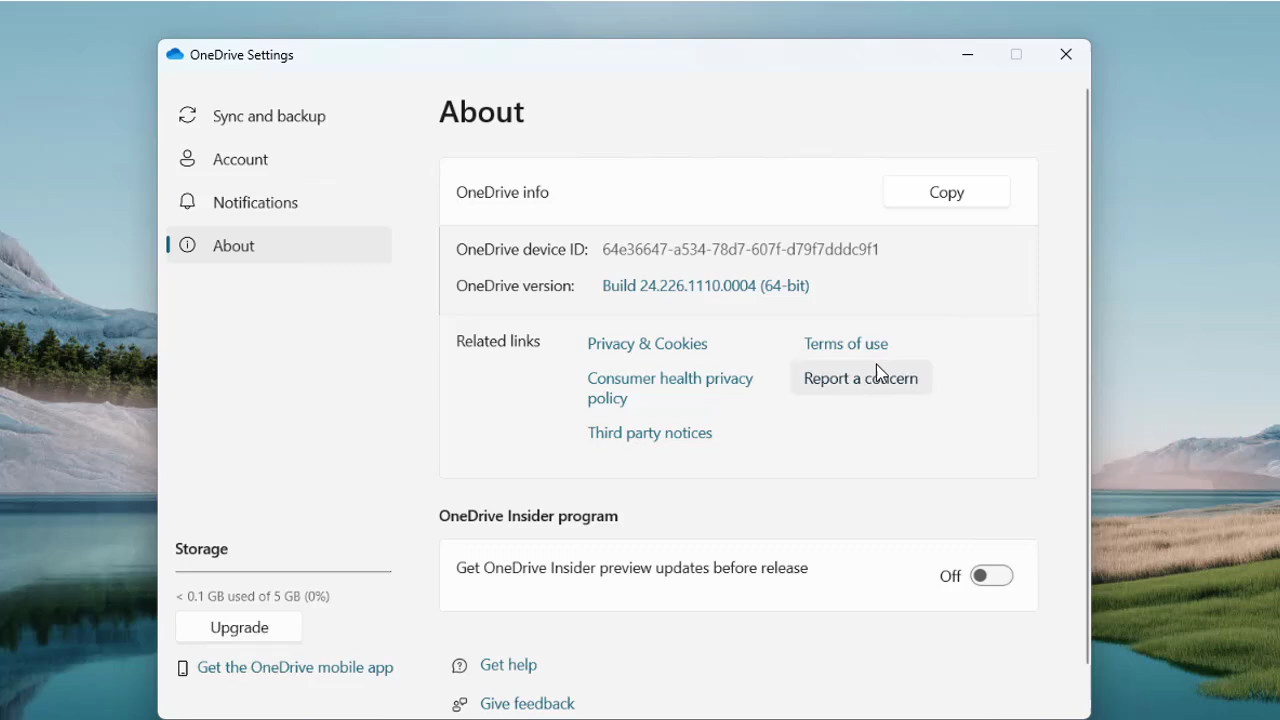 OneDrive Settings
Sync and backup
Account
Notifications
About
Storage
< 0.1 GB used of 5 GB (0%)
Upgrade
Get the OneDrive mobile app
About
OneDrive info
Copy
OneDrive device ID: 64e36647-a534-78d7-607f-d79f7dddc9f1
OneDrive version: Build 24.226.1110.0004 (64-bit)
Related links
Privacy & Cookies
Terms of use
Consumer health privacy
policy
Report a concern
Third party notices
OneDrive Insider program
Get OneDrive Insider preview updates before release
Off
Get help
Give feedback